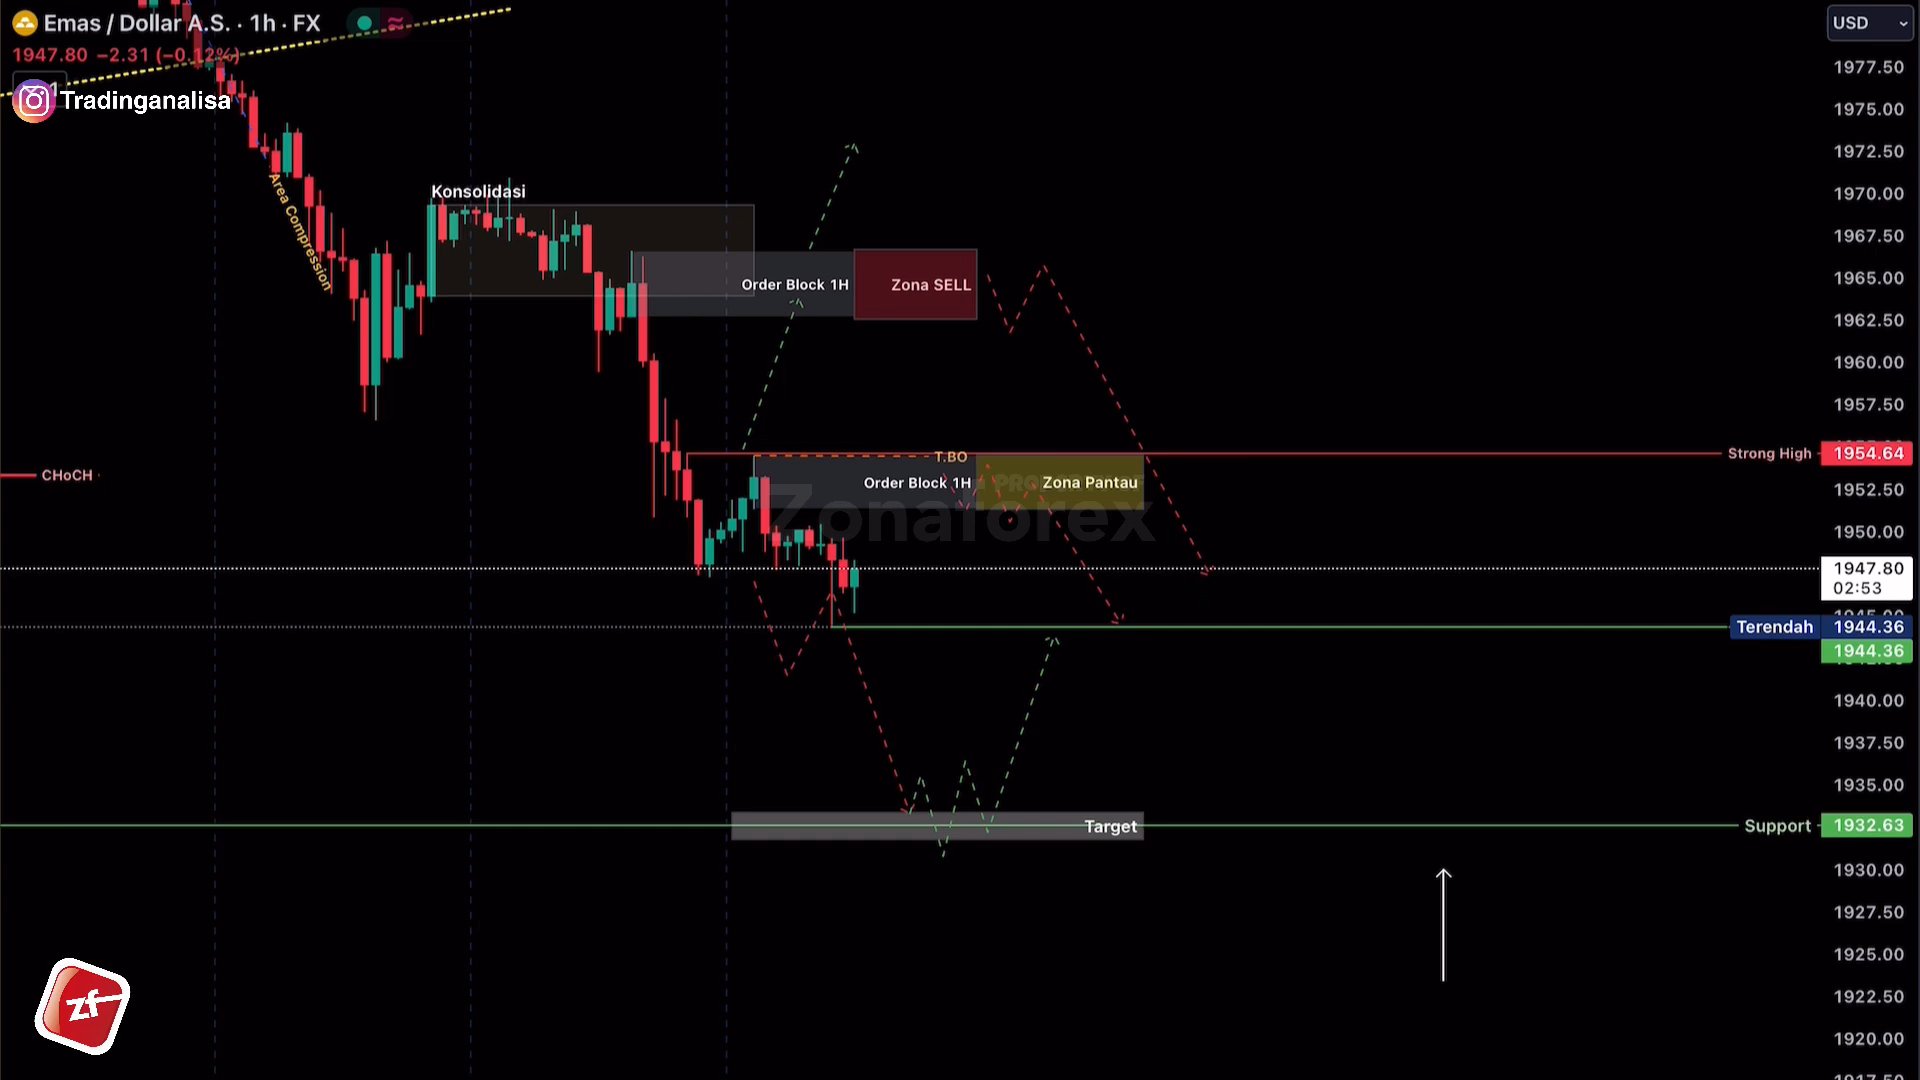 Emas / Dollar A.S. · 1h · FX
1947.80 −2.31 (−0.12%)
Tradinganalisa
Area Compression
Konsolidasi
Order Block 1H
Zona SELL
CHoCH
T.BO
Order Block 1H
Zona Pantau
Zonaforex
Target
zf
USD
1977.50
1975.00
1972.50
1970.00
1967.50
1965.00
1962.50
1960.00
1957.50
Strong High 1954.64
1952.50
1950.00
1947.80
02:53
Terendah 1944.36
1944.36
1940.00
1937.50
1935.00
Support 1932.63
1930.00
1927.50
1925.00
1922.50
1920.00